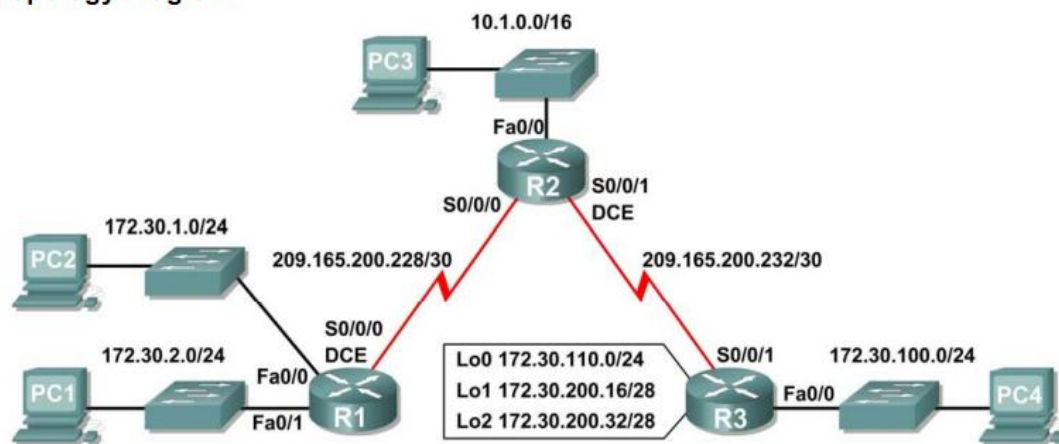 10.1.0.0/16
PC3
Fa0/0
R2
S0/0/0
S0/0/1
DCE
172.30.1.0/24
PC2
209.165.200.228/30
209.165.200.232/30
172.30.2.0/24
PC1
S0/0/0
DCE
Fa0/0
Fa0/1
R1
Lo0 172.30.110.0/24
Lo1 172.30.200.16/28
Lo2 172.30.200.32/28
S0/0/1
R3
Fa0/0
172.30.100.0/24
PC4